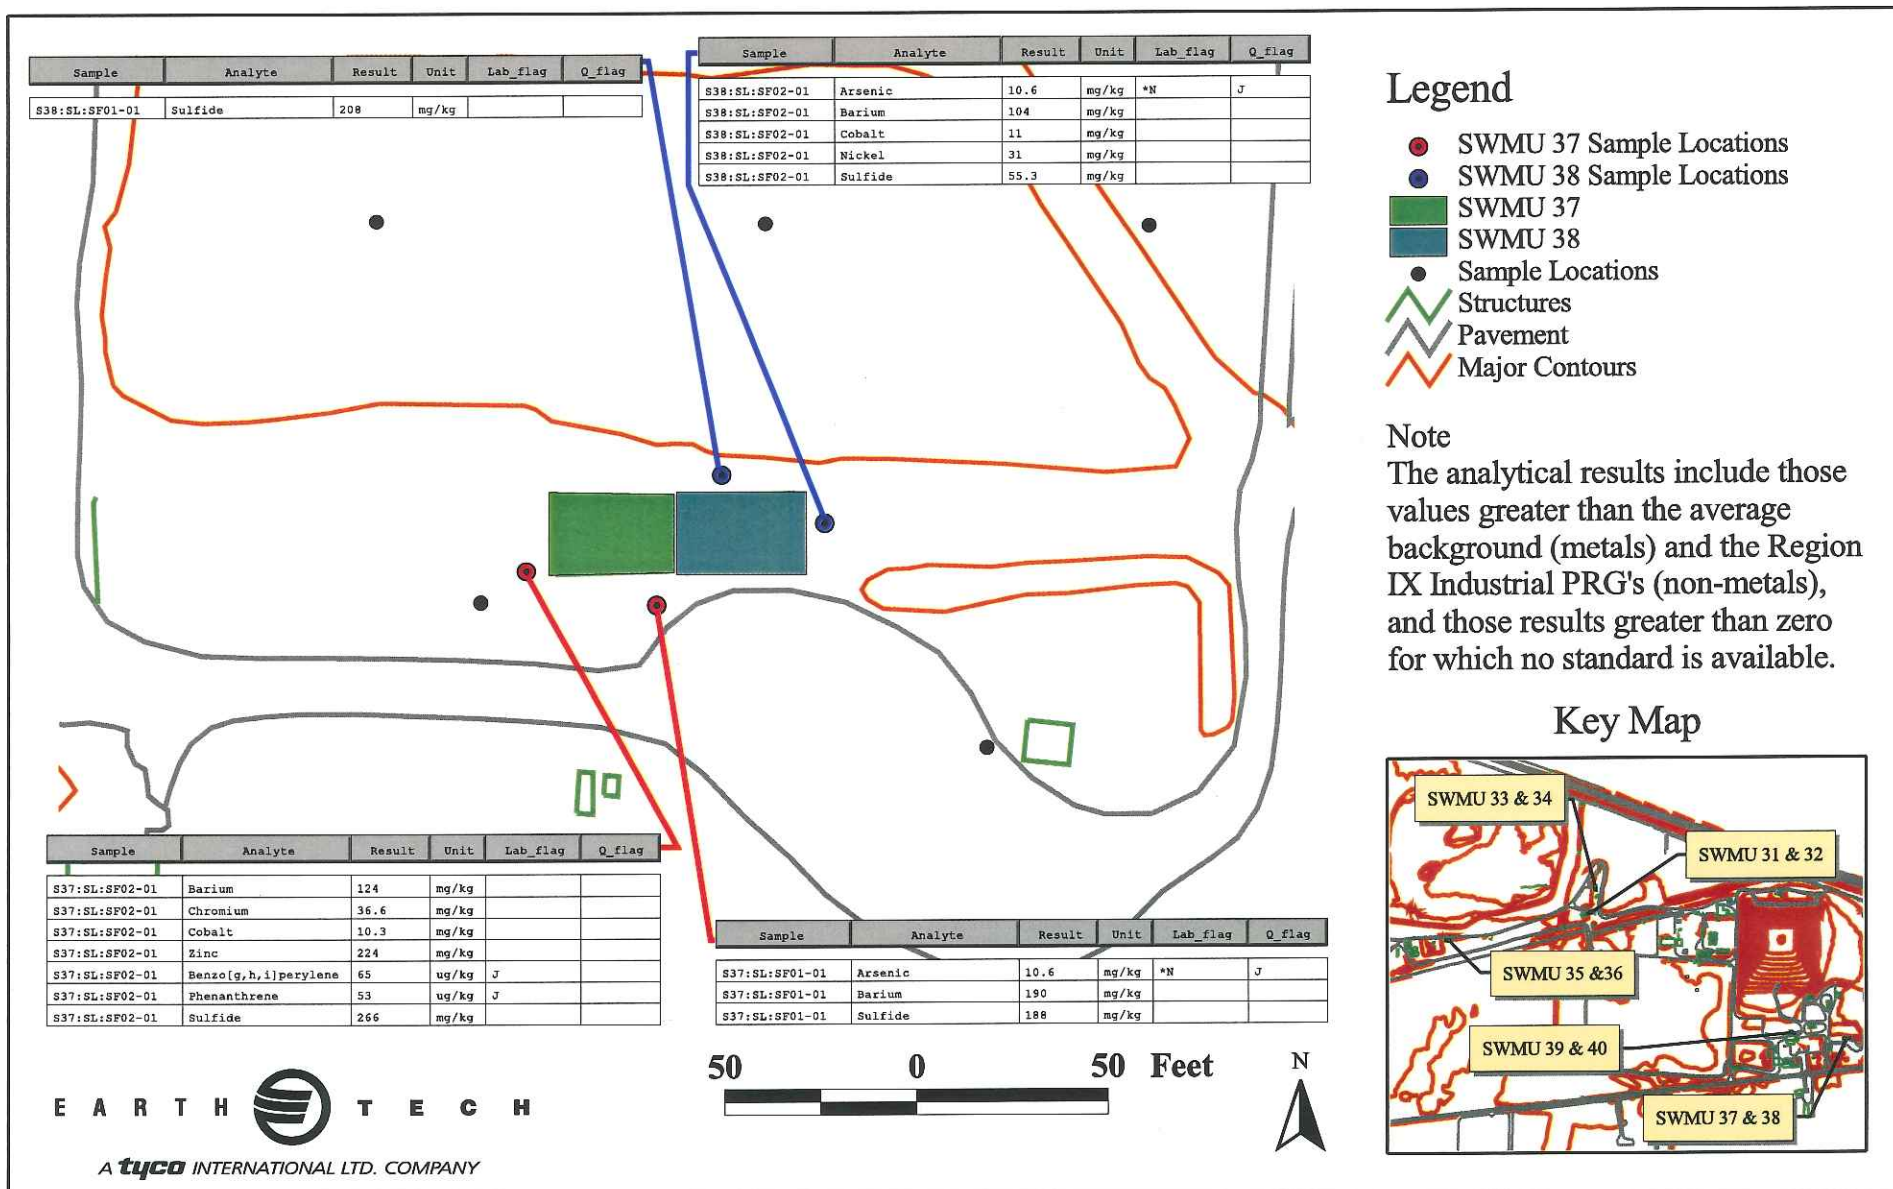 Sample Analyte Result Unit Lab_flag Q_flag
S38:SL:SF01-01 Sulfide 208 mg/kg
Sample Analyte Result Unit Lab_flag Q_flag
S38:SL:SF02-01 Arsenic 10.6 mg/kg *N J
S38:SL:SF02-01 Barium 104 mg/kg
S38:SL:SF02-01 Cobalt 11 mg/kg
S38:SL:SF02-01 Nickel 31 mg/kg
S38:SL:SF02-01 Sulfide 55.3 mg/kg
Legend
SWMU 37 Sample Locations
SWMU 38 Sample Locations
SWMU 37
SWMU 38
Sample Locations
Structures
Pavement
Major Contours
Note
The analytical results include those
values greater than the average
background (metals) and the Region
IX Industrial PRG's (non-metals),
and those results greater than zero
for which no standard is available.
Key Map
SWMU 33 & 34
SWMU 31 & 32
SWMU 35 &36
SWMU 39 & 40
SWMU 37 & 38
Sample Analyte Result Unit Lab_flag Q_flag
S37:SL:SF02-01 Barium 124 mg/kg
S37:SL:SF02-01 Chromium 36.6 mg/kg
S37:SL:SF02-01 Cobalt 10.3 mg/kg
S37:SL:SF02-01 Zinc 224 mg/kg
S37:SL:SF02-01 Benzo[g,h,i]perylene 65 ug/kg J
S37:SL:SF02-01 Phenanthrene 53 ug/kg J
S37:SL:SF02-01 Sulfide 266 mg/kg
Sample Analyte Result Unit Lab_flag Q_flag
S37:SL:SF01-01 Arsenic 10.6 mg/kg *N J
S37:SL:SF01-01 Barium 190 mg/kg
S37:SL:SF01-01 Sulfide 188 mg/kg
50 0 50 Feet
N
EARTH TECH
A tyco INTERNATIONAL LTD. COMPANY